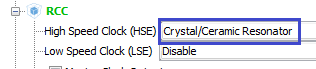 RCC
High Speed Clock (HSE) Crystal/Ceramic Resonator
Low Speed Clock (LSE) Disable